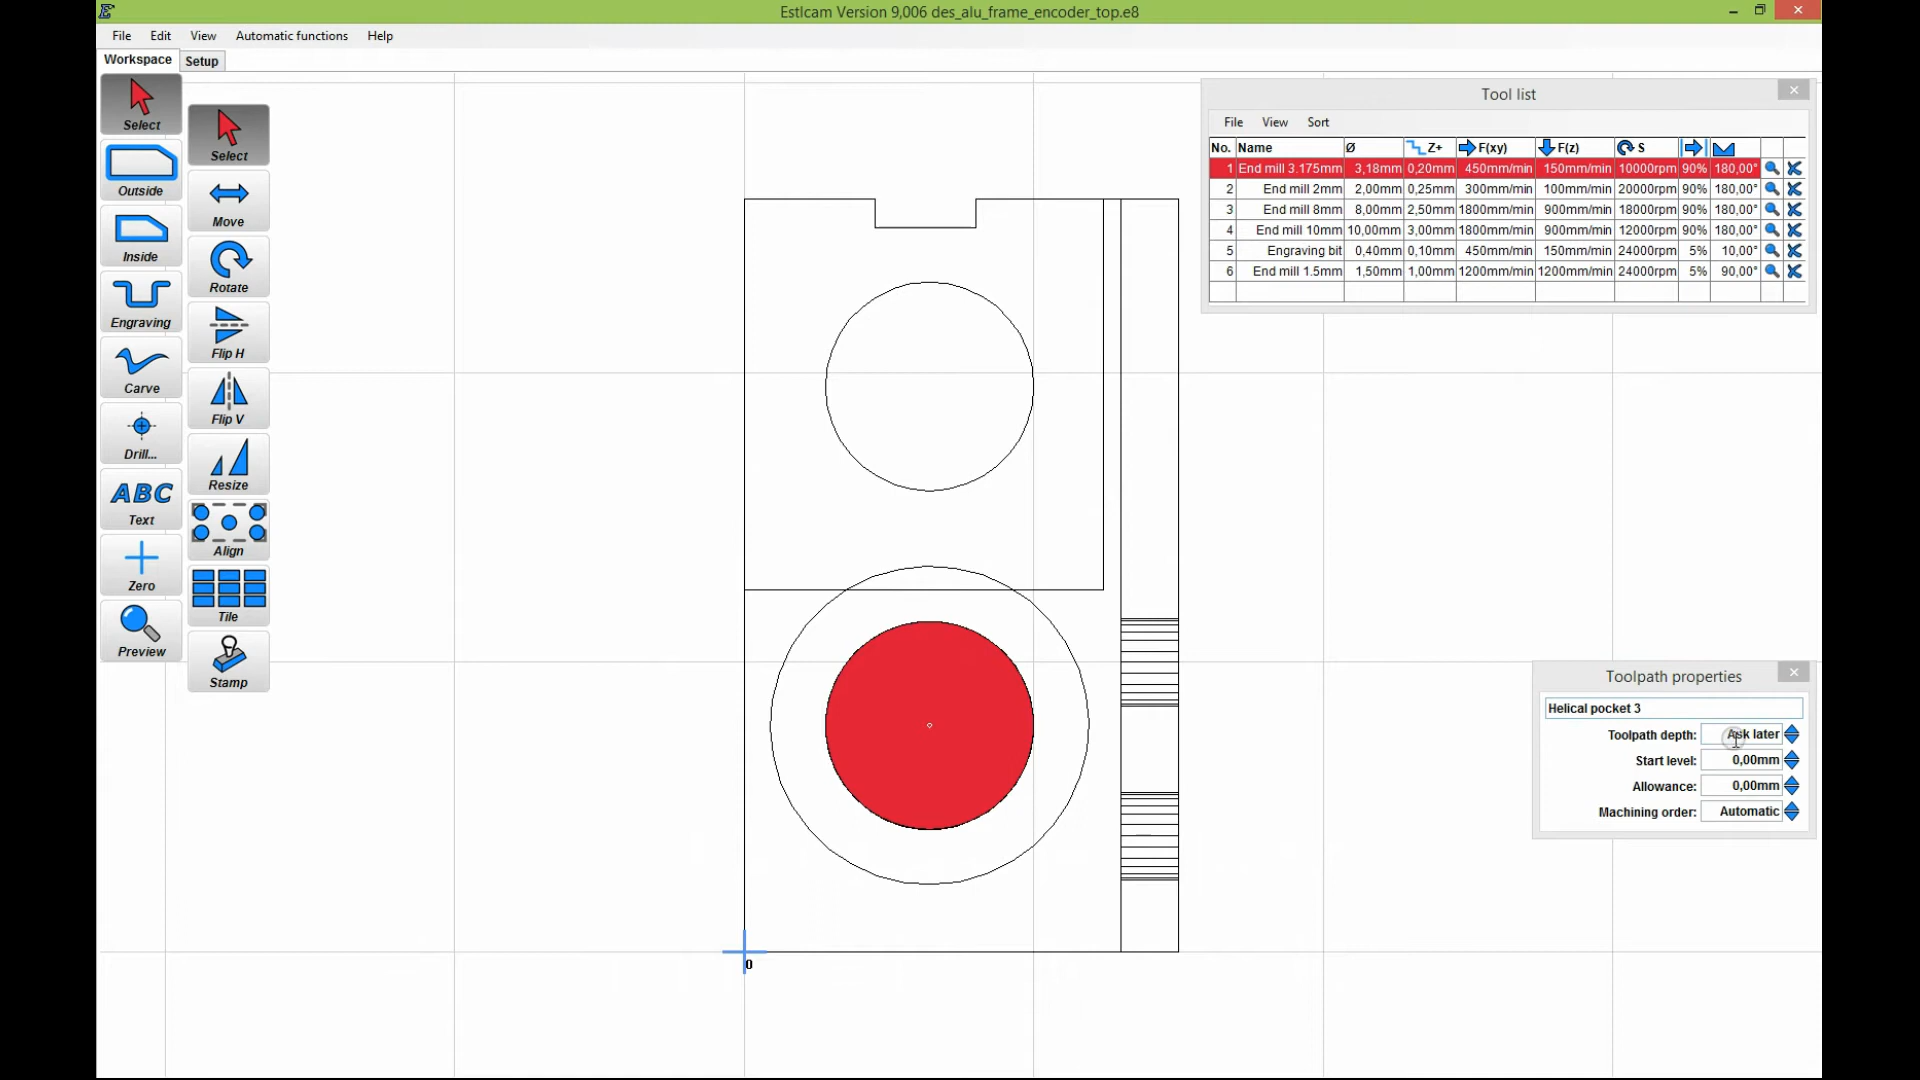 Estlcam Version 9,006 des_alu_frame_encoder_top.e8
File Edit View Automatic functions Help
Workspace Setup
Select
Outside
Inside
Engraving
Carve
Drill...
ABC
Text
Zero
Preview
Select
Move
Rotate
Flip H
Flip V
Resize
Align
Tile
Stamp
0
Tool list
File View Sort
No. Name Ø Z+ F(xy) F(z) S
1 End mill 3.175mm 3,18mm 0,20mm 450mm/min 150mm/min 10000rpm 90% 180,00°
2 End mill 2mm 2,00mm 0,25mm 300mm/min 100mm/min 20000rpm 90% 180,00°
3 End mill 8mm 8,00mm 2,50mm 1800mm/min 900mm/min 18000rpm 90% 180,00°
4 End mill 10mm 10,00mm 3,00mm 1800mm/min 900mm/min 12000rpm 90% 180,00°
5 Engraving bit 0,40mm 0,10mm 450mm/min 150mm/min 24000rpm 5% 10,00°
6 End mill 1.5mm 1,50mm 1,00mm 1200mm/min 1200mm/min 24000rpm 5% 90,00°
Toolpath properties
Helical pocket 3
Toolpath depth: Ask later
Start level: 0,00mm
Allowance: 0,00mm
Machining order: Automatic